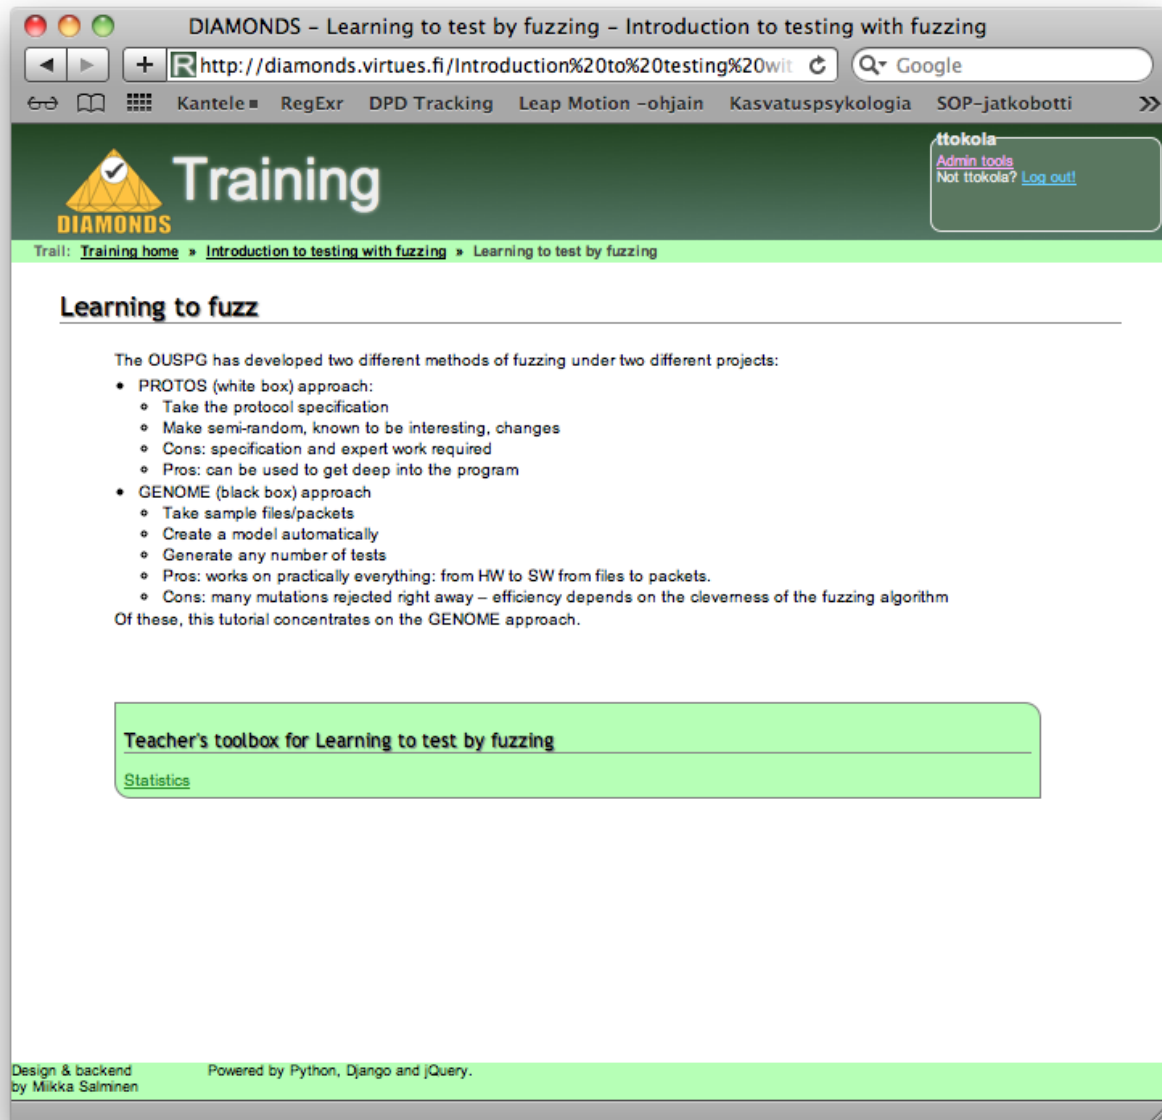 DIAMONDS – Learning to test by fuzzing – Introduction to testing with fuzzing
http://diamonds.virtues.fi/Introduction%20to%20testing%20wit
Google
Kantele RegExr DPD Tracking Leap Motion -ohjain Kasvatuspsykologia SOP-jatkobotti
DIAMONDS
Training
ttokola
Admin tools
Not ttokola? Log out!
Trail: Training home » Introduction to testing with fuzzing » Learning to test by fuzzing
Learning to fuzz
The OUSPG has developed two different methods of fuzzing under two different projects:
• PROTOS (white box) approach:
Take the protocol specification
Make semi-random, known to be interesting, changes
Cons: specification and expert work required
Pros: can be used to get deep into the program
• GENOME (black box) approach
Take sample files/packets
Create a model automatically
Generate any number of tests
Pros: works on practically everything: from HW to SW from files to packets.
Cons: many mutations rejected right away – efficiency depends on the cleverness of the fuzzing algorithm
Of these, this tutorial concentrates on the GENOME approach.
Teacher's toolbox for Learning to test by fuzzing
Statistics
Design & backend
by Miikka Salminen
Powered by Python, Django and jQuery.